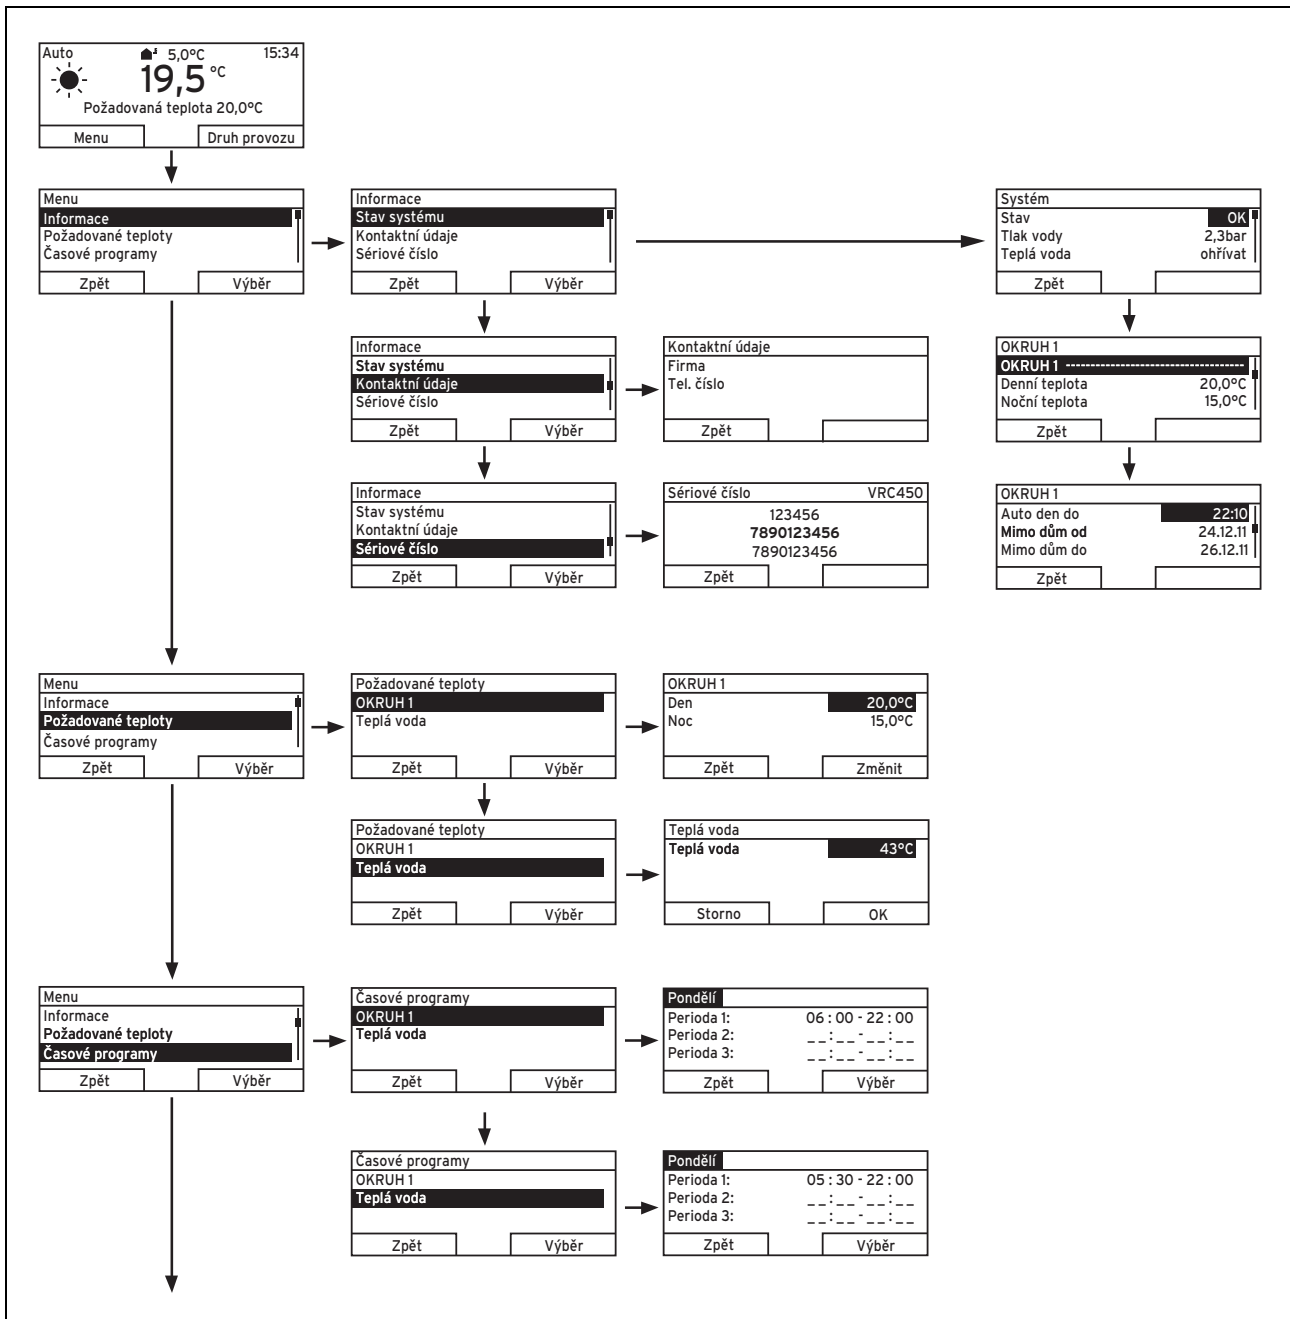 Auto 5,0°C 15:34
19,5 °C
Požadovaná teplota 20,0°C
Menu Druh provozu
Menu
Informace
Požadované teploty
Časové programy
Zpět Výběr
Informace
Stav systému
Kontaktní údaje
Sériové číslo
Zpět Výběr
Systém
Stav OK
Tlak vody 2,3bar
Teplá voda ohřívat
Zpět
Informace
Stav systému
Kontaktní údaje
Sériové číslo
Zpět Výběr
Kontaktní údaje
Firma
Tel. číslo
Zpět
OKRUH 1
OKRUH 1 ----------------------------------
Denní teplota 20,0°C
Noční teplota 15,0°C
Zpět
Informace
Stav systému
Kontaktní údaje
Sériové číslo
Zpět Výběr
Sériové číslo VRC450
123456
7890123456
7890123456
Zpět
OKRUH 1
Auto den do 22:10
Mimo dům od 24.12.11
Mimo dům do 26.12.11
Zpět
Menu
Informace
Požadované teploty
Časové programy
Zpět Výběr
Požadované teploty
OKRUH 1
Teplá voda
Zpět Výběr
OKRUH 1
Den 20,0°C
Noc 15,0°C
Zpět Změnit
Požadované teploty
OKRUH 1
Teplá voda
Zpět Výběr
Teplá voda
Teplá voda 43°C
Storno OK
Menu
Informace
Požadované teploty
Časové programy
Zpět Výběr
Časové programy
OKRUH 1
Teplá voda
Zpět Výběr
Pondělí
Perioda 1: 06 : 00 - 22 : 00
Perioda 2: _ _ : _ _ - _ _ : _ _
Perioda 3: _ _ : _ _ - _ _ : _ _
Zpět Výběr
Časové programy
OKRUH 1
Teplá voda
Zpět Výběr
Pondělí
Perioda 1: 05 : 30 - 22 : 00
Perioda 2: _ _ : _ _ - _ _ : _ _
Perioda 3: _ _ : _ _ - _ _ : _ _
Zpět Výběr